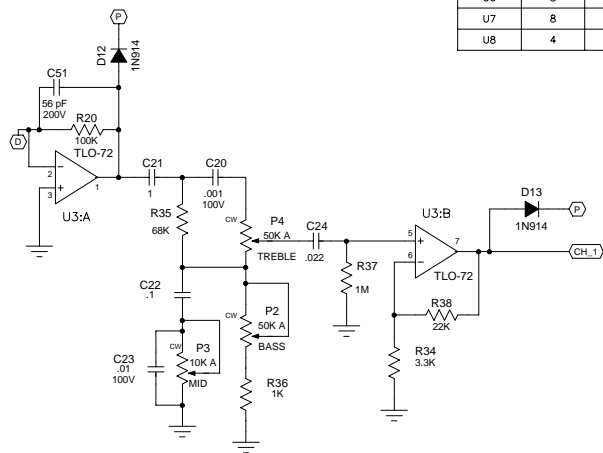 P
U7 8
U8 4
D12
1N914
C51
56 pF
200V
R20
100K
D
TLO-72
2
-
3
+
1
U3:A
C21
1
C20
.001
100V
R35
68K
CW
P4
50K A
TREBLE
C24
.022
R37
1M
5
+
6
-
7
U3:B
TLO-72
D13
1N914
P
CH_1
R38
22K
R34
3.3K
C22
.1
CW
P2
50K A
BASS
CW
P3
10K A
MID
C23
.01
100V
R36
1K